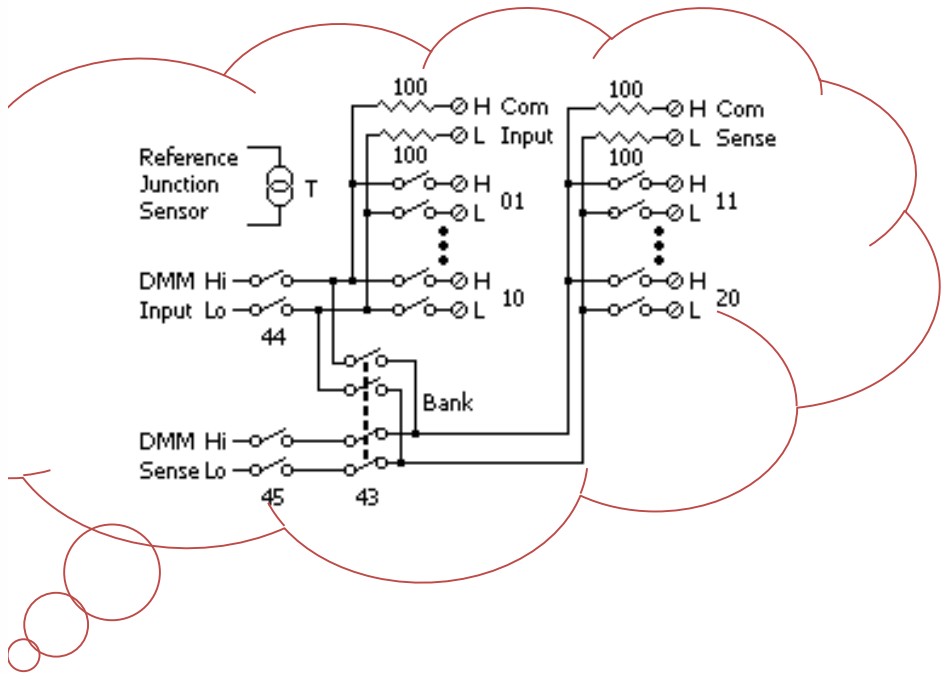 100
H Com
L Input
100
H
01
L
H
10
L
100
H Com
L Sense
100
H
11
L
H
20
L
Reference
Junction
Sensor
T
DMM Hi
Input Lo
44
Bank
DMM Hi
Sense Lo
45
43